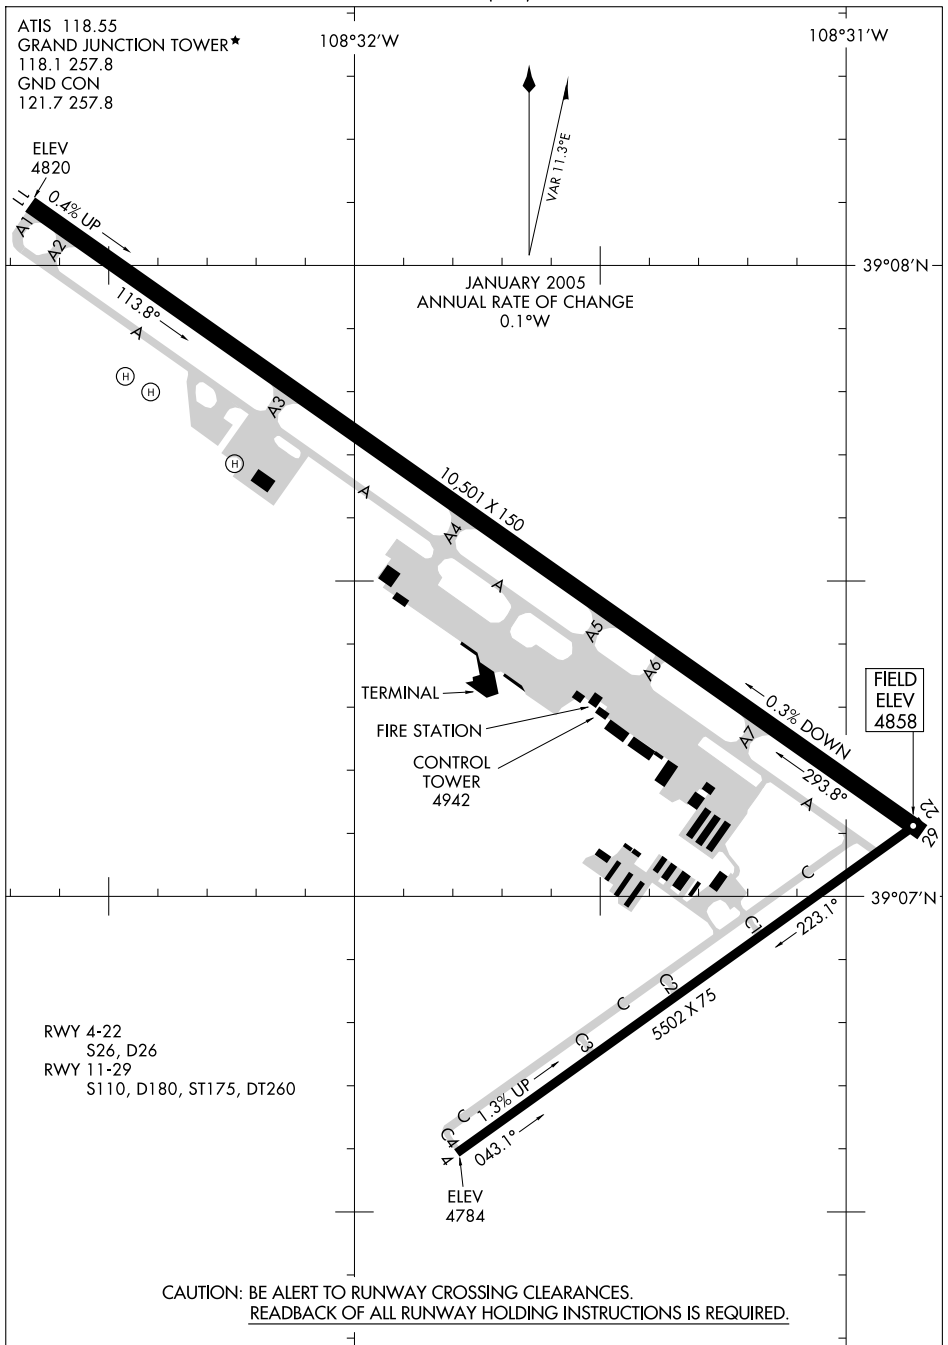 ATIS 118.55
GRAND JUNCTION TOWER★
118.1 257.8
GND CON
121.7 257.8
108°32'W
108°31'W
VAR 11.3°E
JANUARY 2005
ANNUAL RATE OF CHANGE
0.1°W
39°08'N
ELEV
4820
11
0.4% UP
A1
A2
113.8°
A
H
H
A3
H
A
10,501 X 150
A4
A
A5
A6
TERMINAL
FIRE STATION
CONTROL
TOWER
4942
A7
0.3% DOWN
293.8°
FIELD
ELEV
4858
22
29
A
C
39°07'N
223.1°
C1
C2
C
5502 X 75
C3
RWY 4-22
S26, D26
RWY 11-29
S110, D180, ST175, DT260
1.3% UP
C
C4
4
043.1°
ELEV
4784
CAUTION: BE ALERT TO RUNWAY CROSSING CLEARANCES.
READBACK OF ALL RUNWAY HOLDING INSTRUCTIONS IS REQUIRED.